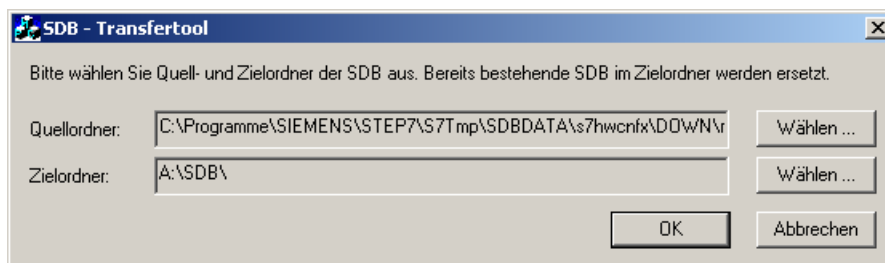 SDB - Transfertool
Bitte wählen Sie Quell- und Zielordner der SDB aus. Bereits bestehende SDB im Zielordner werden ersetzt.
Quellordner: C:\Programme\SIEMENS\STEP7\S7Tmp\SDBDATA\s7hwcnfx\DOWN\r Wählen ...
Zielordner: A:\SDB\ Wählen ...
OK Abbrechen